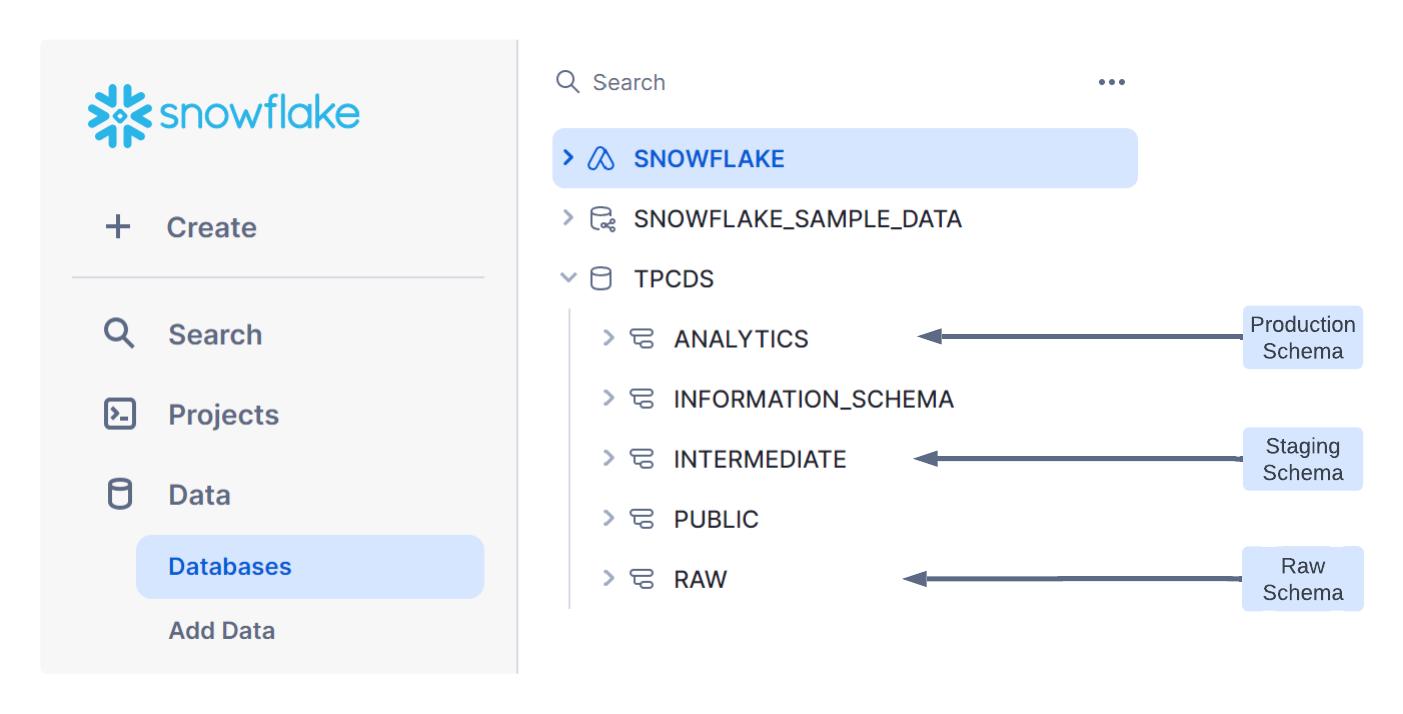 snowflake
Create
Search
Projects
Data
Databases
Add Data
Search
SNOWFLAKE
SNOWFLAKE_SAMPLE_DATA
TPCDS
ANALYTICS
INFORMATION_SCHEMA
INTERMEDIATE
PUBLIC
RAW
Production
Schema
Staging
Schema
Raw
Schema